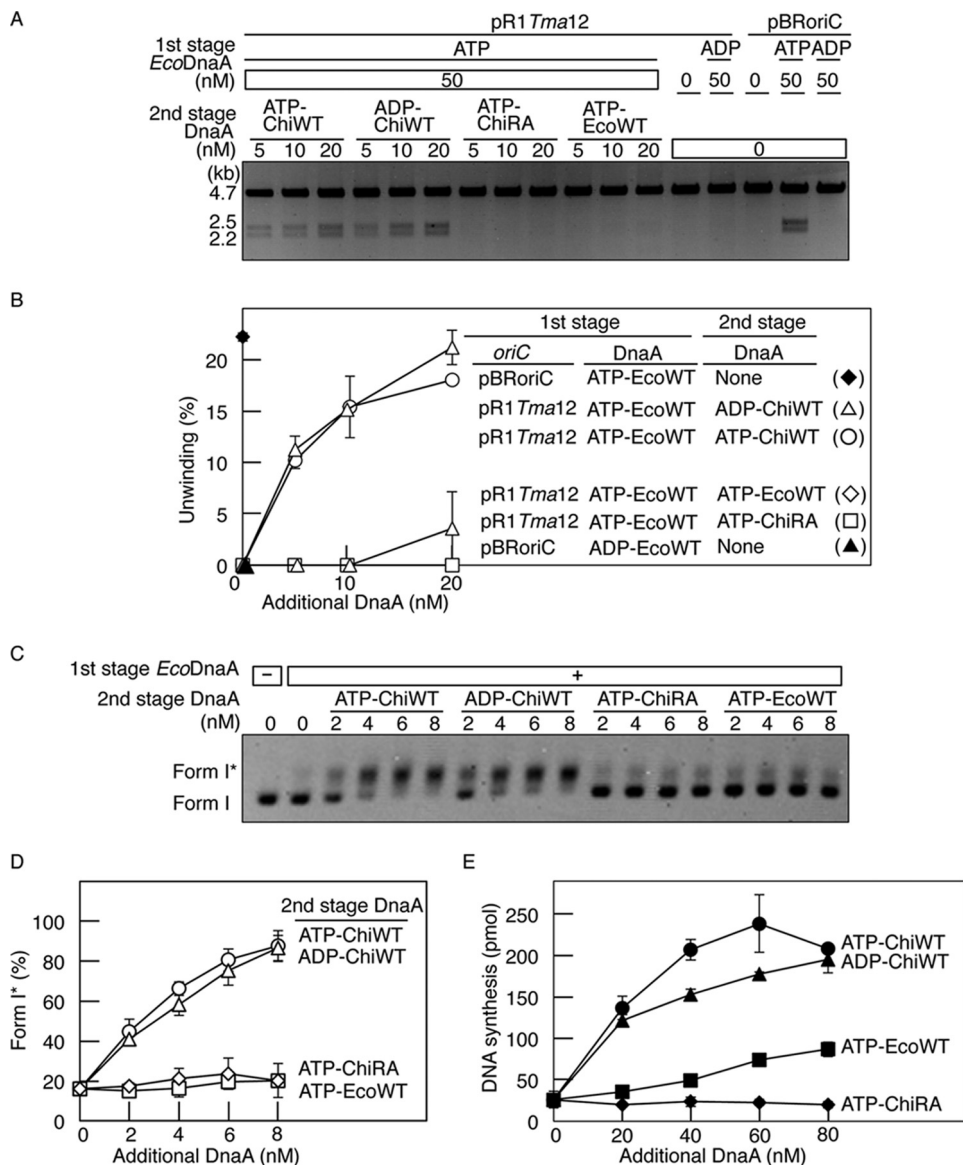 A
pR1Tma12 pBRoriC
1st stage ATP ADP ATP ADP
EcoDnaA
(nM) 50 0 50 0 50 50
2nd stage ATP- ADP- ATP- ATP-
DnaA ChiWT ChiWT ChiRA EcoWT
(nM) 5 10 20 5 10 20 5 10 20 5 10 20 0
(kb)
4.7
2.5
2.2
B
Unwinding (%)
20
15
10
5
0
0 10 20
Additional DnaA (nM)
1st stage 2nd stage
oriC DnaA DnaA
pBRoriC ATP-EcoWT None (◆)
pR1Tma12 ATP-EcoWT ADP-ChiWT (△)
pR1Tma12 ATP-EcoWT ATP-ChiWT (○)
pR1Tma12 ATP-EcoWT ATP-EcoWT (◇)
pR1Tma12 ATP-EcoWT ATP-ChiRA (□)
pBRoriC ADP-EcoWT None (▲)
C
1st stage EcoDnaA − +
2nd stage DnaA ATP-ChiWT ADP-ChiWT ATP-ChiRA ATP-EcoWT
(nM) 0 0 2 4 6 8 2 4 6 8 2 4 6 8 2 4 6 8
Form I*
Form I
D
Form I* (%)
100
80
60
40
20
0
0 2 4 6 8
Additional DnaA (nM)
2nd stage DnaA
ATP-ChiWT
ADP-ChiWT
ATP-ChiRA
ATP-EcoWT
E
DNA synthesis (pmol)
250
200
150
100
50
0
0 20 40 60 80
Additional DnaA (nM)
ATP-ChiWT
ADP-ChiWT
ATP-EcoWT
ATP-ChiRA